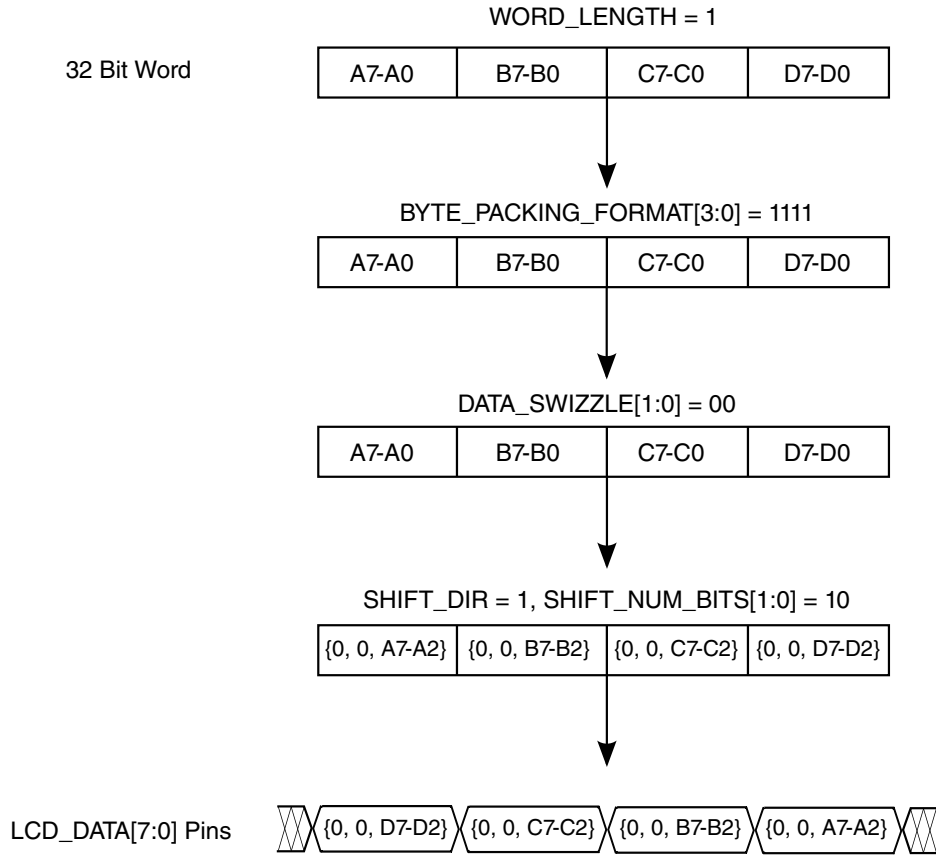 WORD_LENGTH = 1
32 Bit Word A7-A0 B7-B0 C7-C0 D7-D0
BYTE_PACKING_FORMAT[3:0] = 1111
A7-A0 B7-B0 C7-C0 D7-D0
DATA_SWIZZLE[1:0] = 00
A7-A0 B7-B0 C7-C0 D7-D0
SHIFT_DIR = 1, SHIFT_NUM_BITS[1:0] = 10
{0, 0, A7-A2} {0, 0, B7-B2} {0, 0, C7-C2} {0, 0, D7-D2}
LCD_DATA[7:0] Pins {0, 0, D7-D2} {0, 0, C7-C2} {0, 0, B7-B2} {0, 0, A7-A2}